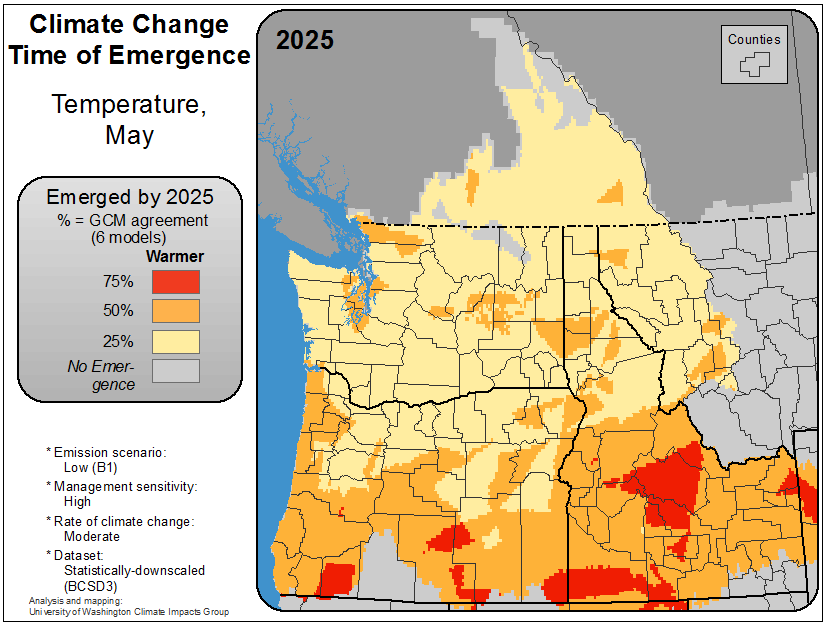 Climate Change
Time of Emergence
Temperature,
May
Emerged by 2025
% = GCM agreement
(6 models)
Warmer
75%
50%
25%
No Emer-
gence
* Emission scenario:
Low (B1)
* Management sensitivity:
High
* Rate of climate change:
Moderate
* Dataset:
Statistically-downscaled
(BCSD3)
Analysis and mapping:
University of Washington Climate Impacts Group
2025
Counties